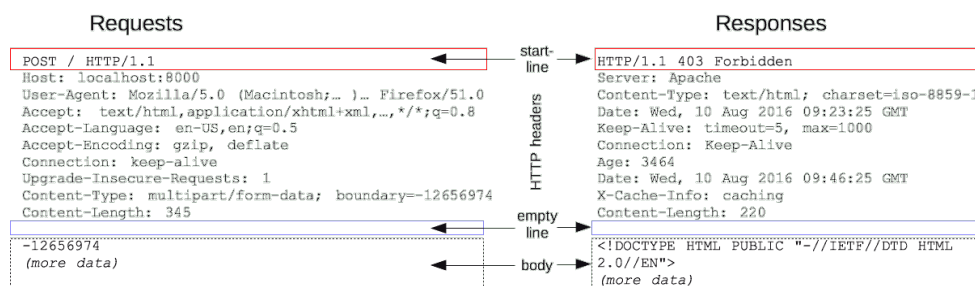 Requests
Responses
POST / HTTP/1.1
Host: localhost:8000
User-Agent: Mozilla/5.0 (Macintosh;… )… Firefox/51.0
Accept: text/html,application/xhtml+xml,…,*/*;q=0.8
Accept-Language: en-US,en;q=0.5
Accept-Encoding: gzip, deflate
Connection: keep-alive
Upgrade-Insecure-Requests: 1
Content-Type: multipart/form-data; boundary=-12656974
Content-Length: 345
-12656974
(more data)
start-
line
HTTP headers
empty
line
body
HTTP/1.1 403 Forbidden
Server: Apache
Content-Type: text/html; charset=iso-8859-1
Date: Wed, 10 Aug 2016 09:23:25 GMT
Keep-Alive: timeout=5, max=1000
Connection: Keep-Alive
Age: 3464
Date: Wed, 10 Aug 2016 09:46:25 GMT
X-Cache-Info: caching
Content-Length: 220
<!DOCTYPE HTML PUBLIC "-//IETF//DTD HTML
2.0//EN">
(more data)